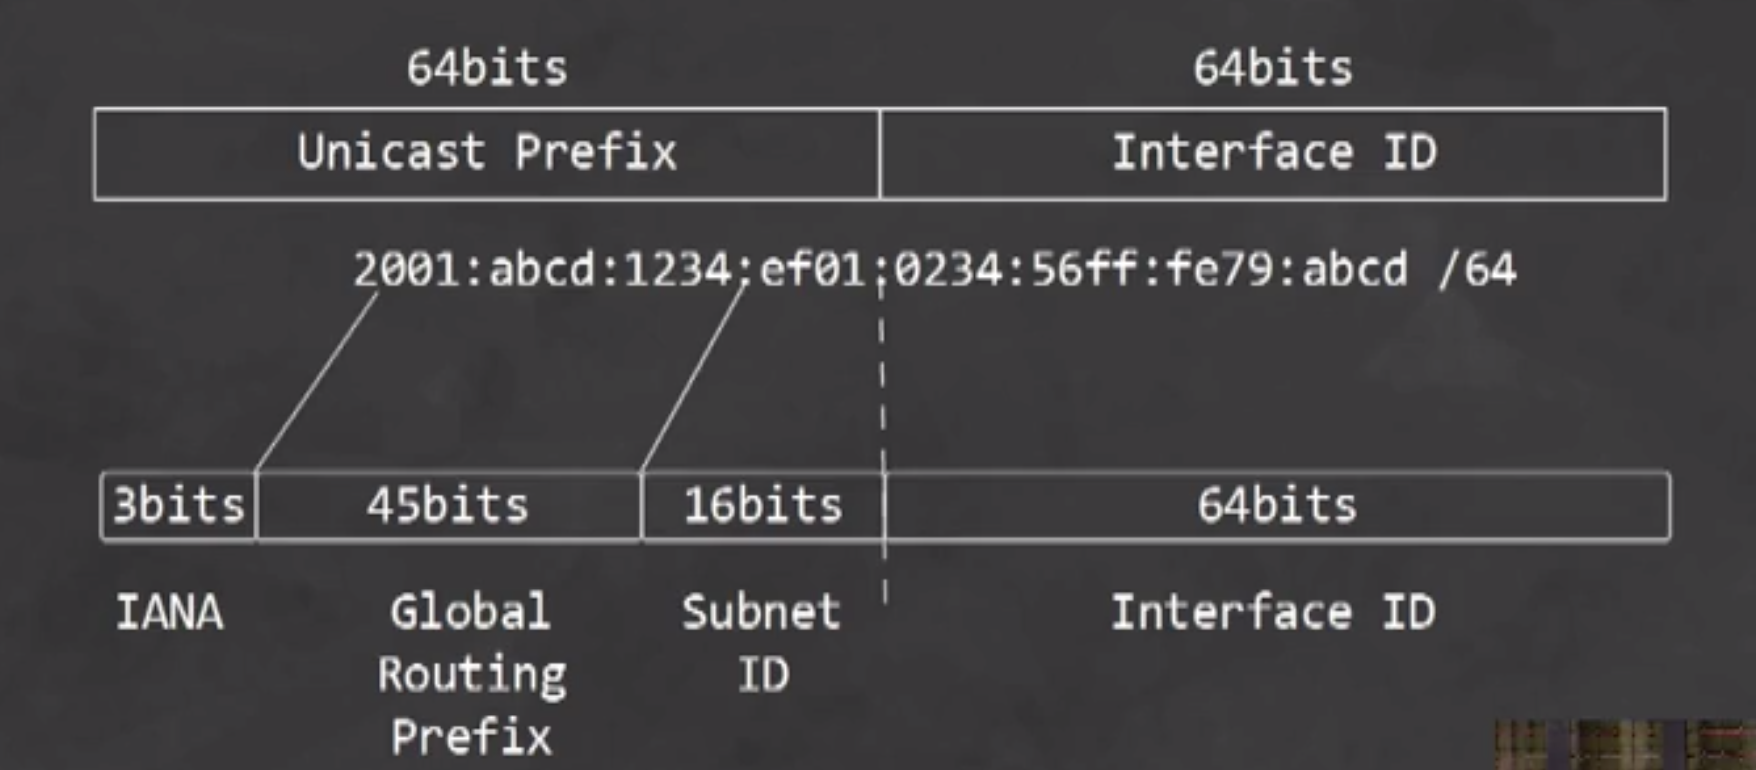 64bits 64bits
Unicast Prefix Interface ID
2001:abcd:1234:ef01:0234:56ff:fe79:abcd /64
3bits 45bits 16bits 64bits
IANA Global Subnet Interface ID
Routing ID
Prefix